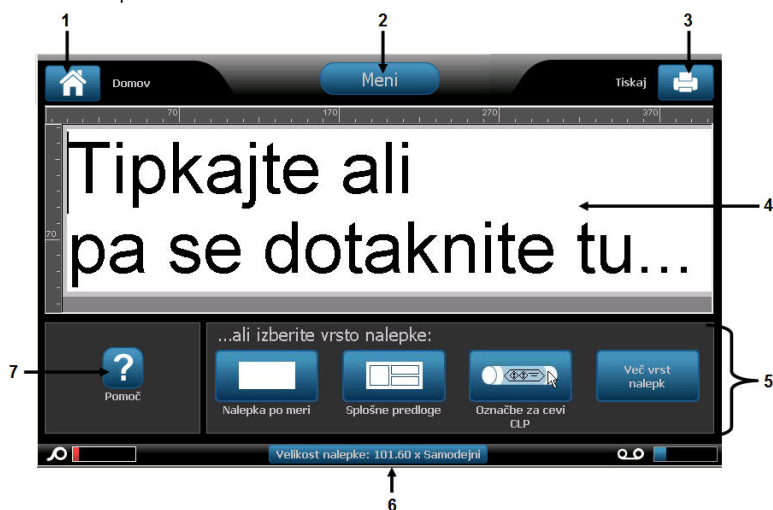 1
2
3
Domov
Meni
Tiskaj
70
170
270
370
Tipkajte ali
4
70
pa se dotaknite tu...
...ali izberite vrsto nalepke:
7
?
Pomoč
Nalepka po meri
Splošne predloge
Označbe za cevi
CLP
Več vrst
nalepk
5
Velikost nalepke: 101.60 x Samodejni
6